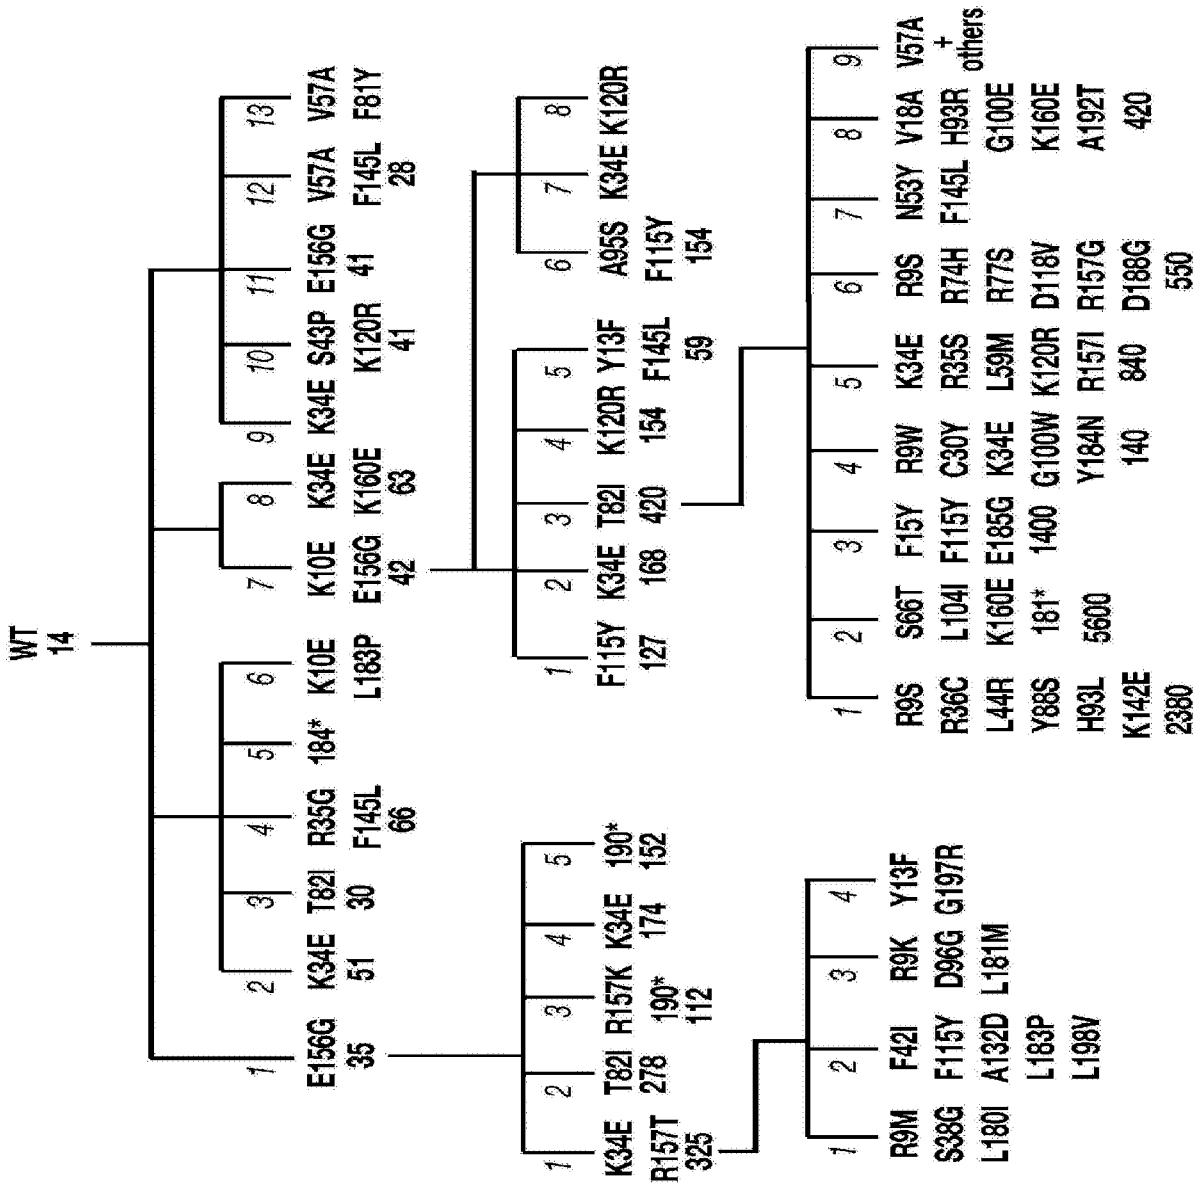 WT
14
1 2 3 4 5 6 7 8 9 10 11 12 13
E156G K34E T82I R35G 184* K10E K10E K34E K34E S43P E156G V57A V57A
35 51 30 F145L L183P E156G K160E K120R 41 F145L F81Y
66 42 63 41 28
1 2 3 4 5 1 2 3 4 5 6 7 8
K34E T82I R157K K34E 190* F115Y K34E T82I K120R Y13F A95S K34E K120R
R157T 278 190* 174 152 127 168 420 154 F145L F115Y
325 112 59 154
1 2 3 4 1 2 3 4 5 6 7 8 9
R9M F42I R9K Y13F R9S S66T F15Y R9W K34E R9S N53Y V18A V57A
S38G F115Y D96G G197R R36C L104I F115Y C30Y R35S R74H F145L H93R +
L180I A132D L181M L44R K160E E185G K34E L59M R77S G100E others
L183P Y88S 181* 1400 G100W K120R D118V K160E
L198V H93L 5600 Y184N R157I R157G A192T
K142E 140 840 D188G 420
2380 550